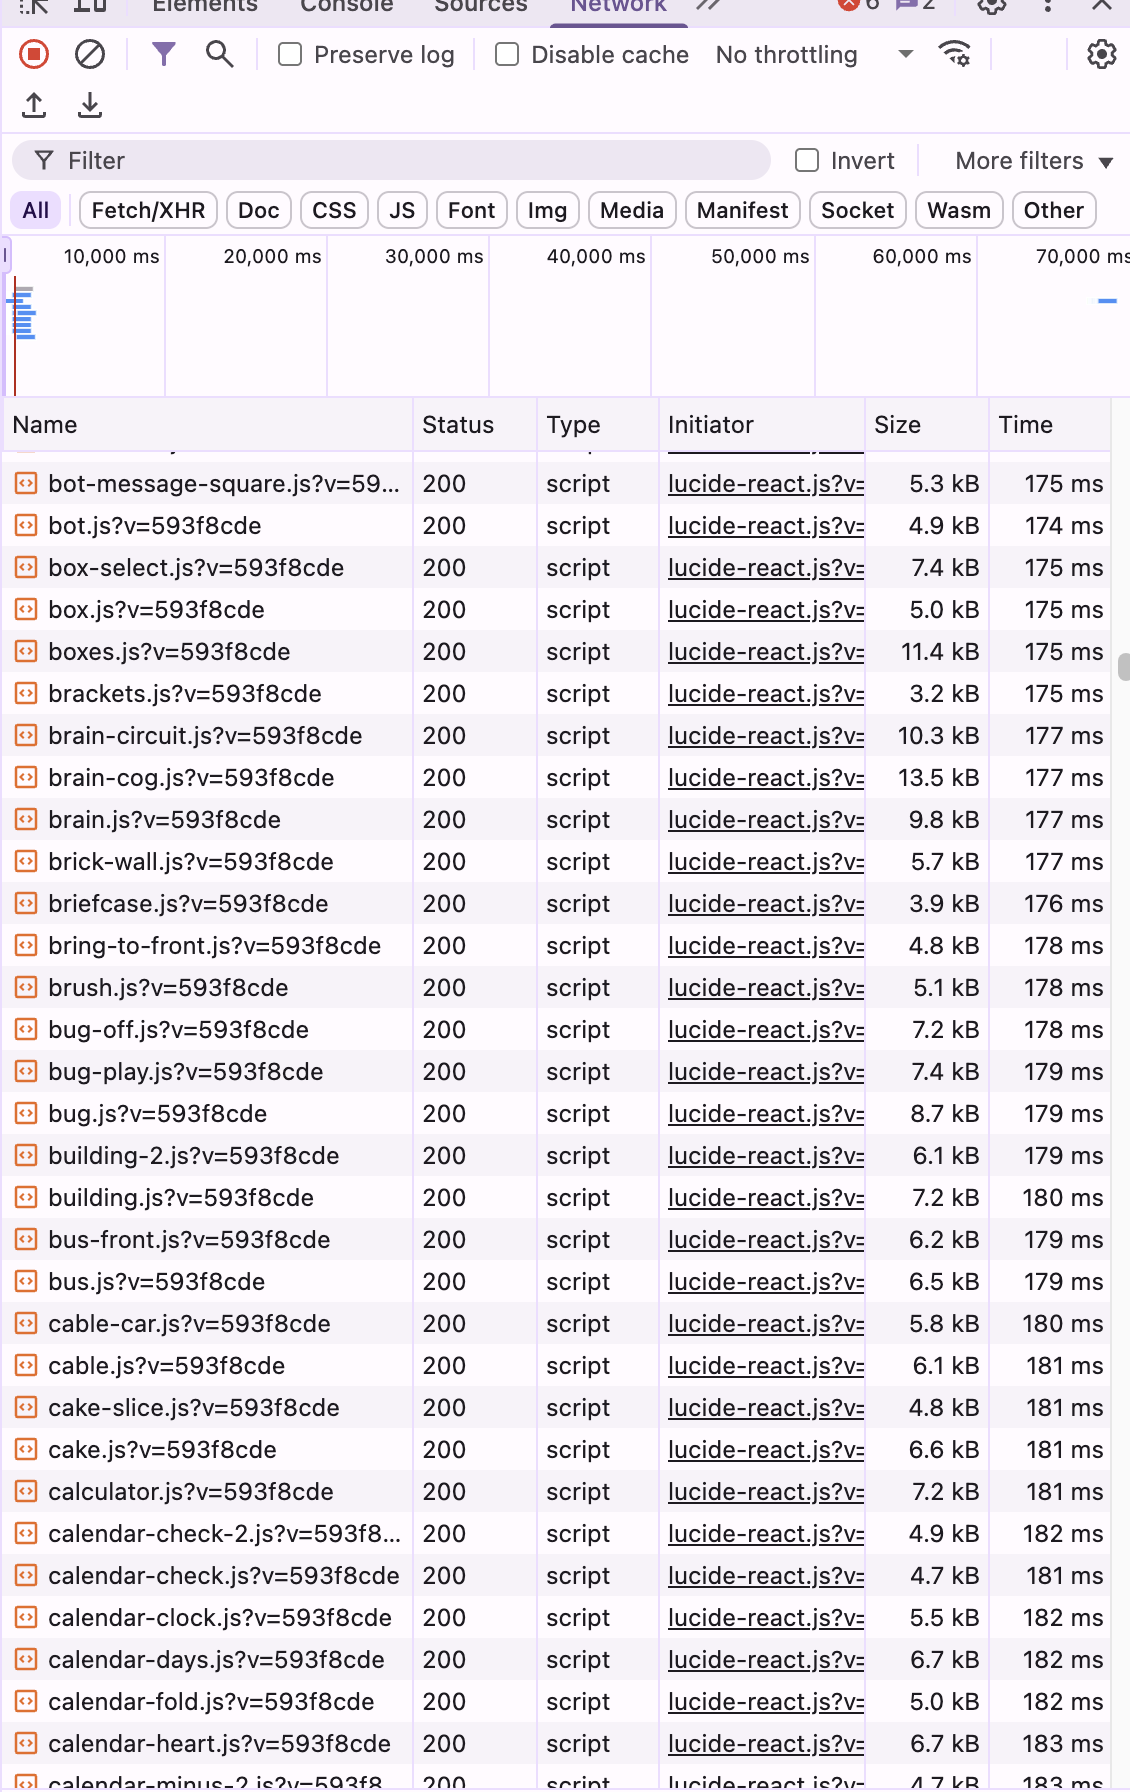 Elements Console Sources Network 6 2
Preserve log Disable cache No throttling
Filter Invert More filters
All Fetch/XHR Doc CSS JS Font Img Media Manifest Socket Wasm Other
10,000 ms 20,000 ms 30,000 ms 40,000 ms 50,000 ms 60,000 ms 70,000 ms
Name Status Type Initiator Size Time
bot-message-square.js?v=59... 200 script lucide-react.js?v= 5.3 kB 175 ms
bot.js?v=593f8cde 200 script lucide-react.js?v= 4.9 kB 174 ms
box-select.js?v=593f8cde 200 script lucide-react.js?v= 7.4 kB 175 ms
box.js?v=593f8cde 200 script lucide-react.js?v= 5.0 kB 175 ms
boxes.js?v=593f8cde 200 script lucide-react.js?v= 11.4 kB 175 ms
brackets.js?v=593f8cde 200 script lucide-react.js?v= 3.2 kB 175 ms
brain-circuit.js?v=593f8cde 200 script lucide-react.js?v= 10.3 kB 177 ms
brain-cog.js?v=593f8cde 200 script lucide-react.js?v= 13.5 kB 177 ms
brain.js?v=593f8cde 200 script lucide-react.js?v= 9.8 kB 177 ms
brick-wall.js?v=593f8cde 200 script lucide-react.js?v= 5.7 kB 177 ms
briefcase.js?v=593f8cde 200 script lucide-react.js?v= 3.9 kB 176 ms
bring-to-front.js?v=593f8cde 200 script lucide-react.js?v= 4.8 kB 178 ms
brush.js?v=593f8cde 200 script lucide-react.js?v= 5.1 kB 178 ms
bug-off.js?v=593f8cde 200 script lucide-react.js?v= 7.2 kB 178 ms
bug-play.js?v=593f8cde 200 script lucide-react.js?v= 7.4 kB 179 ms
bug.js?v=593f8cde 200 script lucide-react.js?v= 8.7 kB 179 ms
building-2.js?v=593f8cde 200 script lucide-react.js?v= 6.1 kB 179 ms
building.js?v=593f8cde 200 script lucide-react.js?v= 7.2 kB 180 ms
bus-front.js?v=593f8cde 200 script lucide-react.js?v= 6.2 kB 179 ms
bus.js?v=593f8cde 200 script lucide-react.js?v= 6.5 kB 179 ms
cable-car.js?v=593f8cde 200 script lucide-react.js?v= 5.8 kB 180 ms
cable.js?v=593f8cde 200 script lucide-react.js?v= 6.1 kB 181 ms
cake-slice.js?v=593f8cde 200 script lucide-react.js?v= 4.8 kB 181 ms
cake.js?v=593f8cde 200 script lucide-react.js?v= 6.6 kB 181 ms
calculator.js?v=593f8cde 200 script lucide-react.js?v= 7.2 kB 181 ms
calendar-check-2.js?v=593f8... 200 script lucide-react.js?v= 4.9 kB 182 ms
calendar-check.js?v=593f8cde 200 script lucide-react.js?v= 4.7 kB 181 ms
calendar-clock.js?v=593f8cde 200 script lucide-react.js?v= 5.5 kB 182 ms
calendar-days.js?v=593f8cde 200 script lucide-react.js?v= 6.7 kB 182 ms
calendar-fold.js?v=593f8cde 200 script lucide-react.js?v= 5.0 kB 182 ms
calendar-heart.js?v=593f8cde 200 script lucide-react.js?v= 6.7 kB 183 ms
calendar-minus-2.js?v=593f8 200 script lucide-react.js?v= 4.7 kB 183 ms